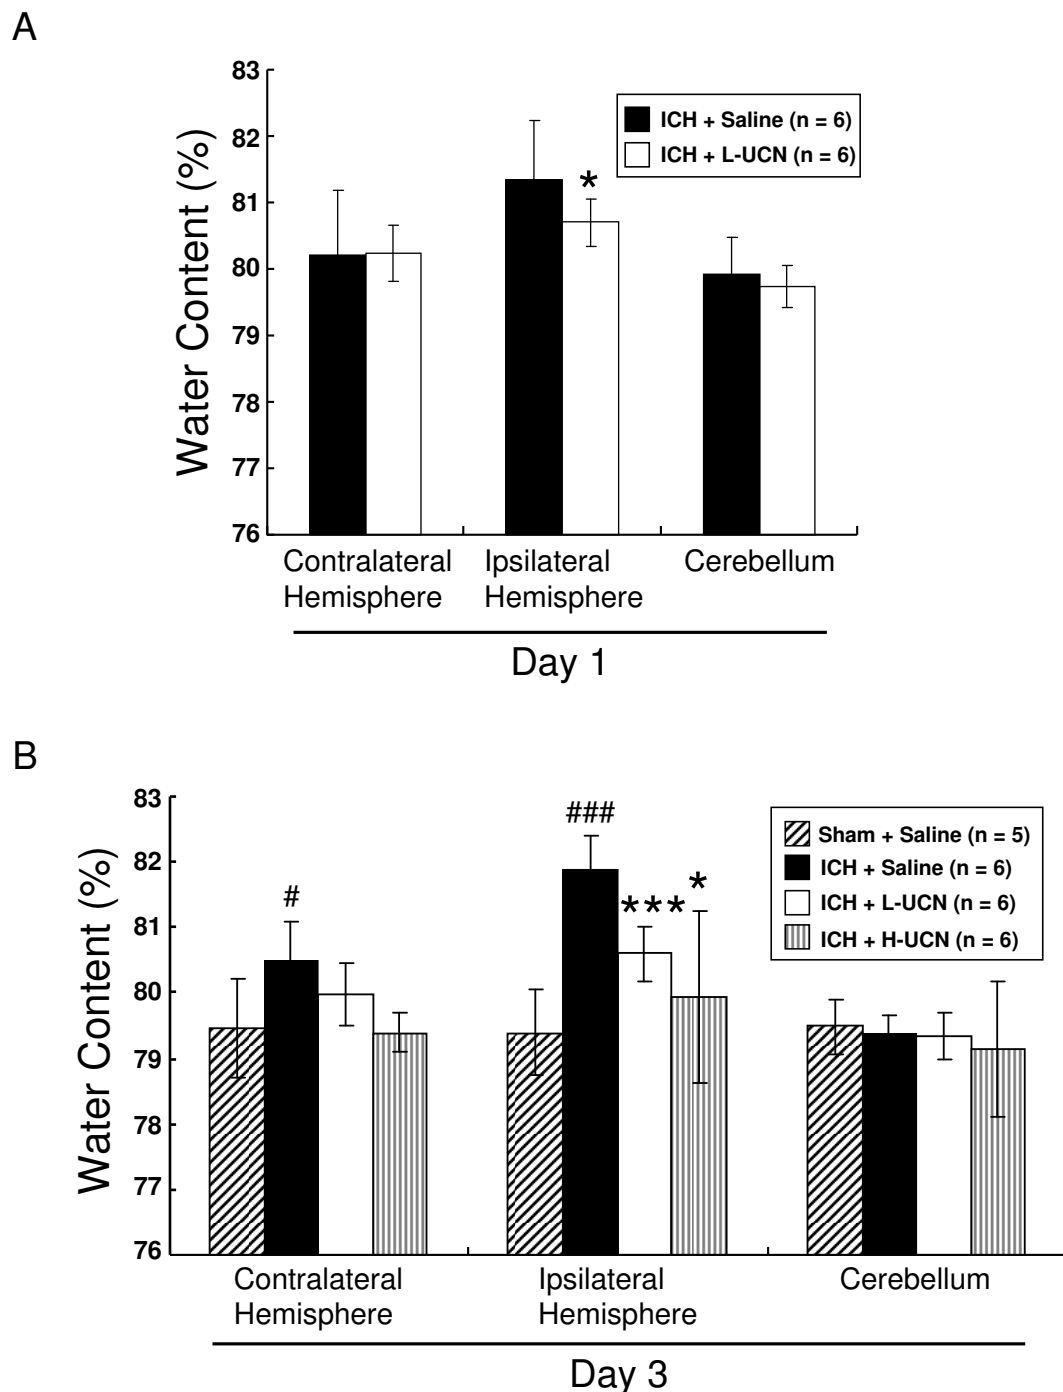 A
Water Content (%)
83
82
81
80
79
78
77
76
ICH + Saline (n = 6)
ICH + L-UCN (n = 6)
*
Contralateral
Hemisphere
Ipsilateral
Hemisphere
Cerebellum
Day 1
B
Water Content (%)
83
82
81
80
79
78
77
76
Sham + Saline (n = 5)
ICH + Saline (n = 6)
ICH + L-UCN (n = 6)
ICH + H-UCN (n = 6)
#
###
***
*
Contralateral
Hemisphere
Ipsilateral
Hemisphere
Cerebellum
Day 3